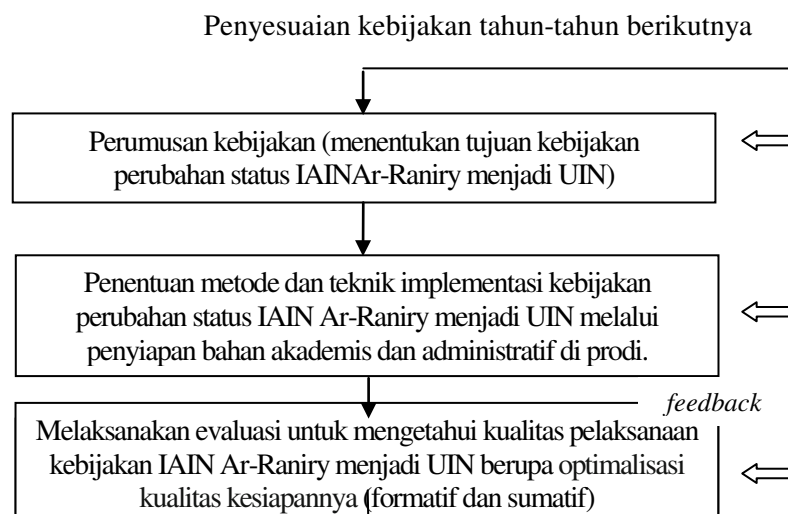 Penyesuaian kebijakan tahun-tahun berikutnya
Perumusan kebijakan (menentukan tujuan kebijakan
perubahan status IAINAr-Raniry menjadi UIN)
Penentuan metode dan teknik implementasi kebijakan
perubahan status IAIN Ar-Raniry menjadi UIN melalui
penyiapan bahan akademis dan administratif di prodi.
feedback
Melaksanakan evaluasi untuk mengetahui kualitas pelaksanaan
kebijakan IAIN Ar-Raniry menjadi UIN berupa optimalisasi
kualitas kesiapannya (formatif dan sumatif)